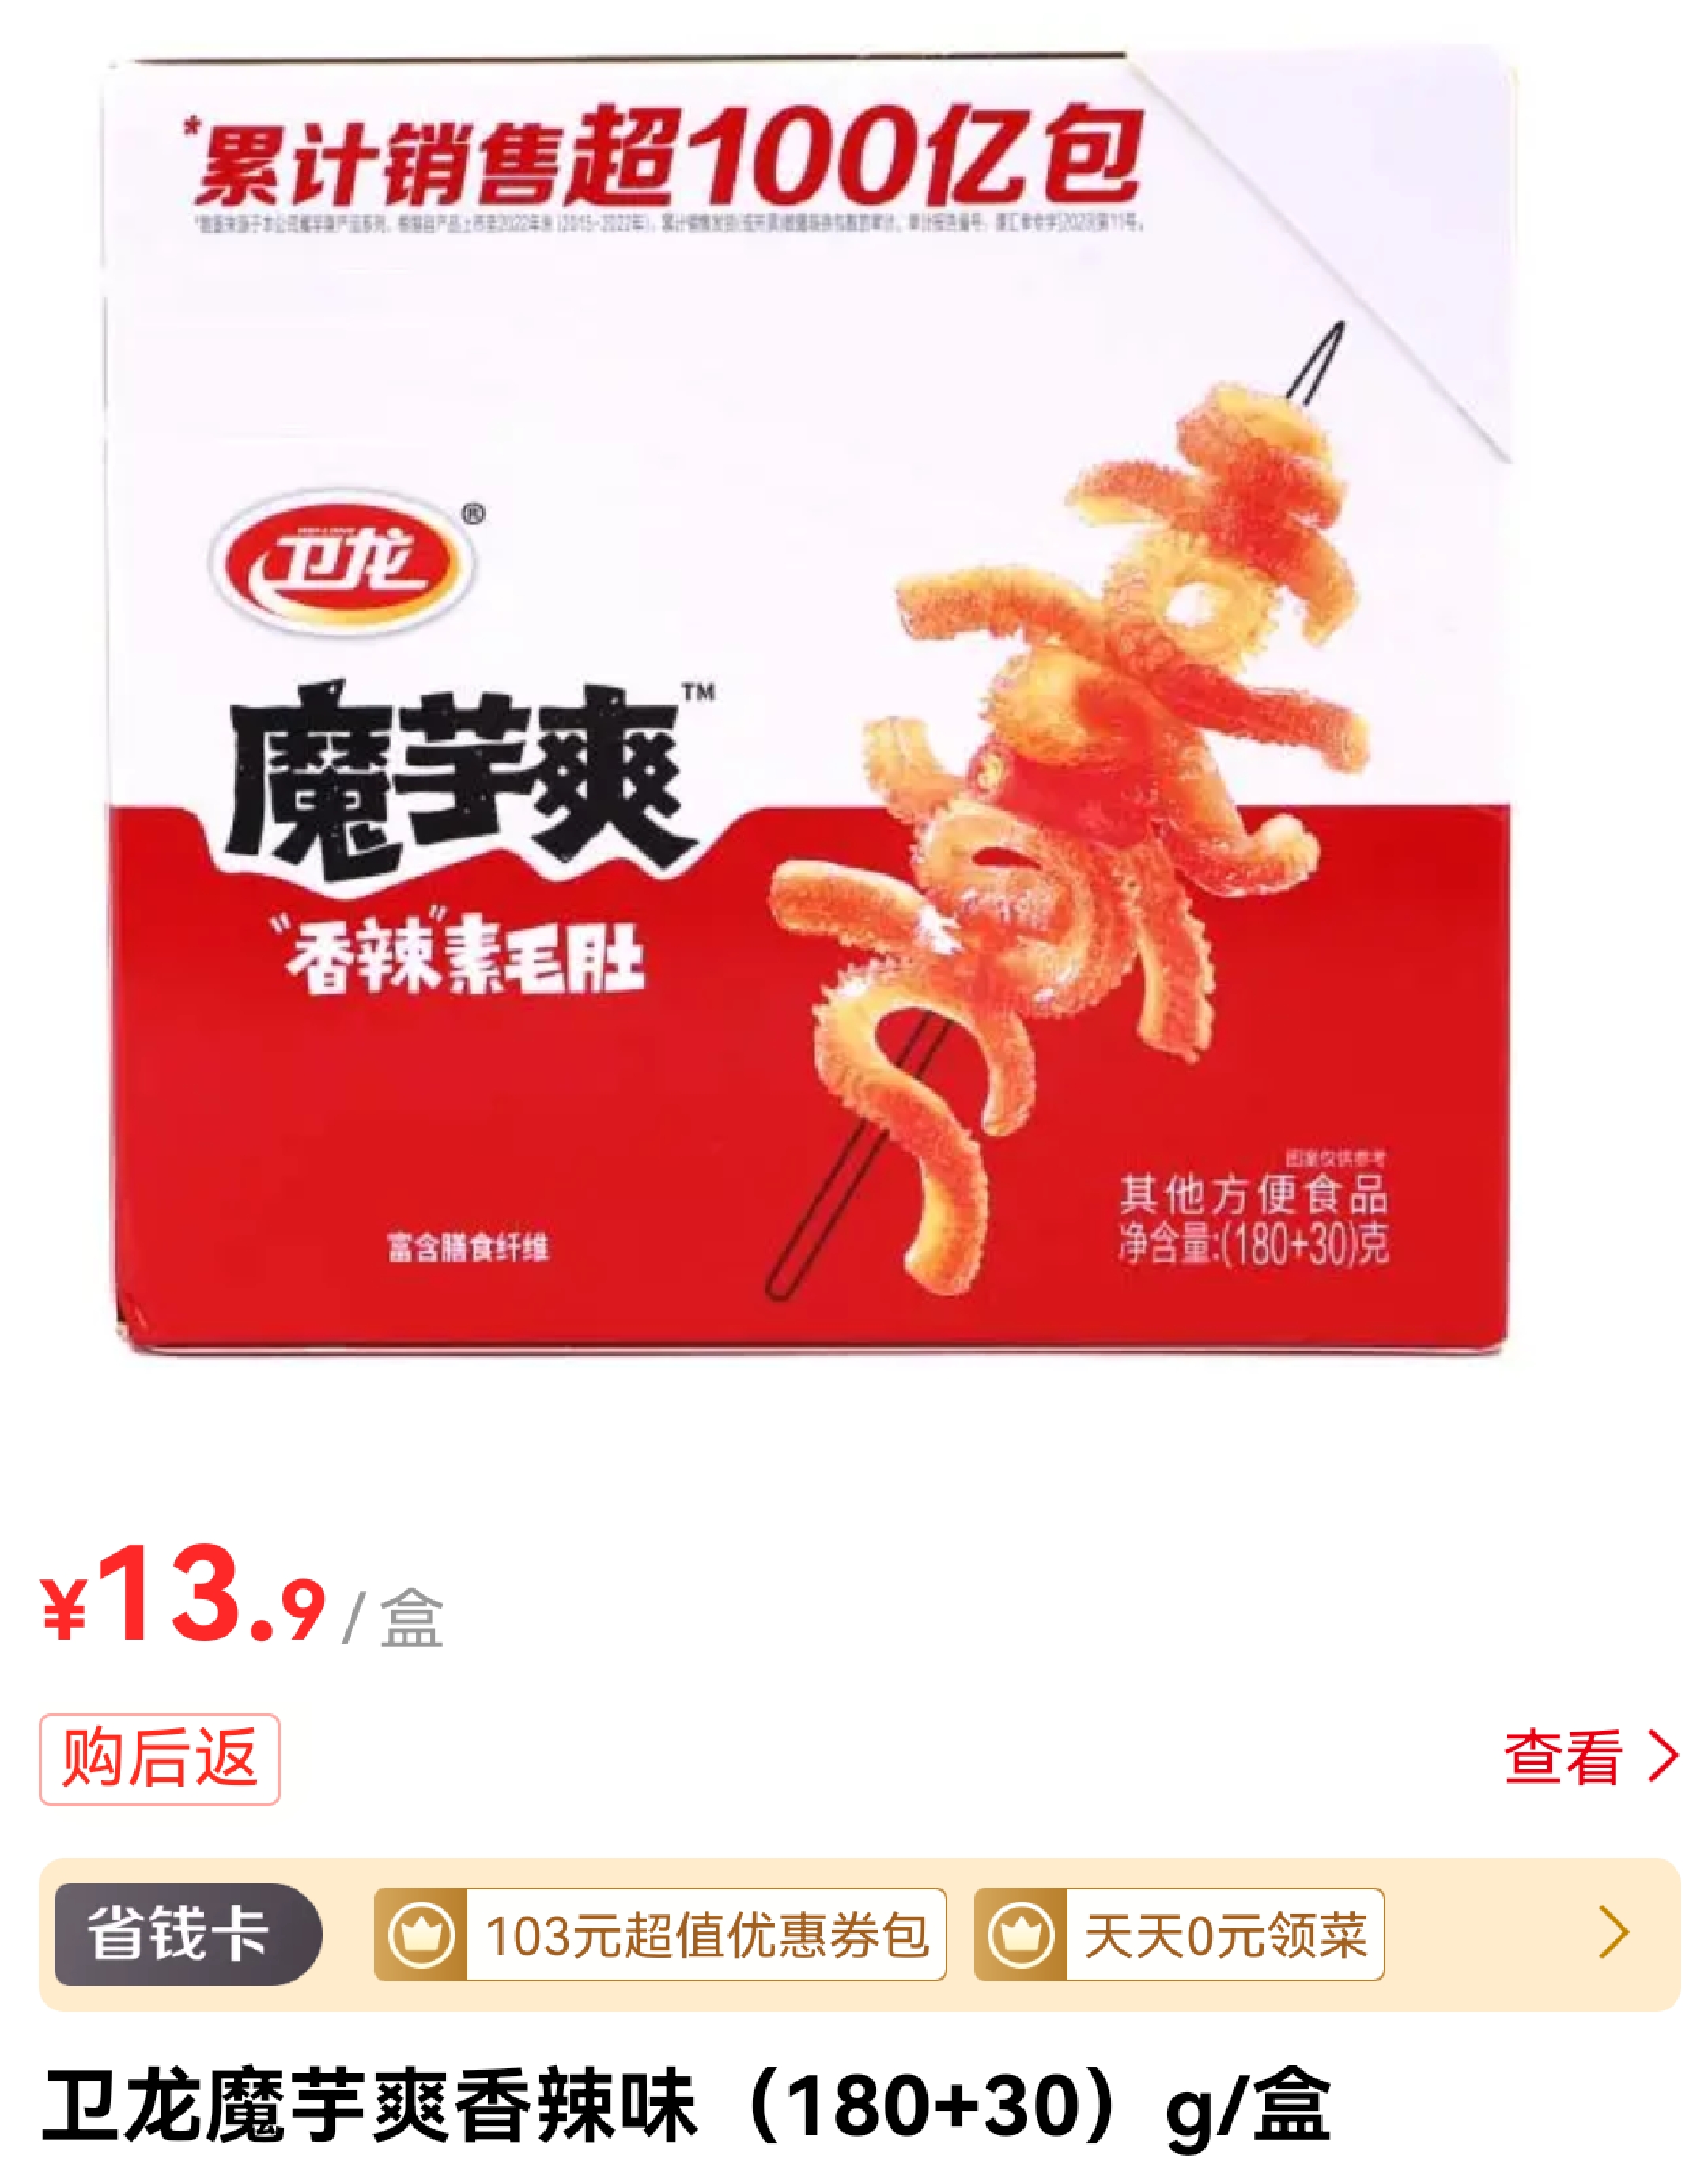 *累计销售超100亿包
卫龙®
魔芋爽™
“香辣”素毛肚
富含膳食纤维
图案仅供参考
其他方便食品
净含量:(180+30)克
¥13.9/盒
购后返
查看
省钱卡
103元超值优惠券包
天天0元领菜
卫龙魔芋爽香辣味（180+30）g/盒